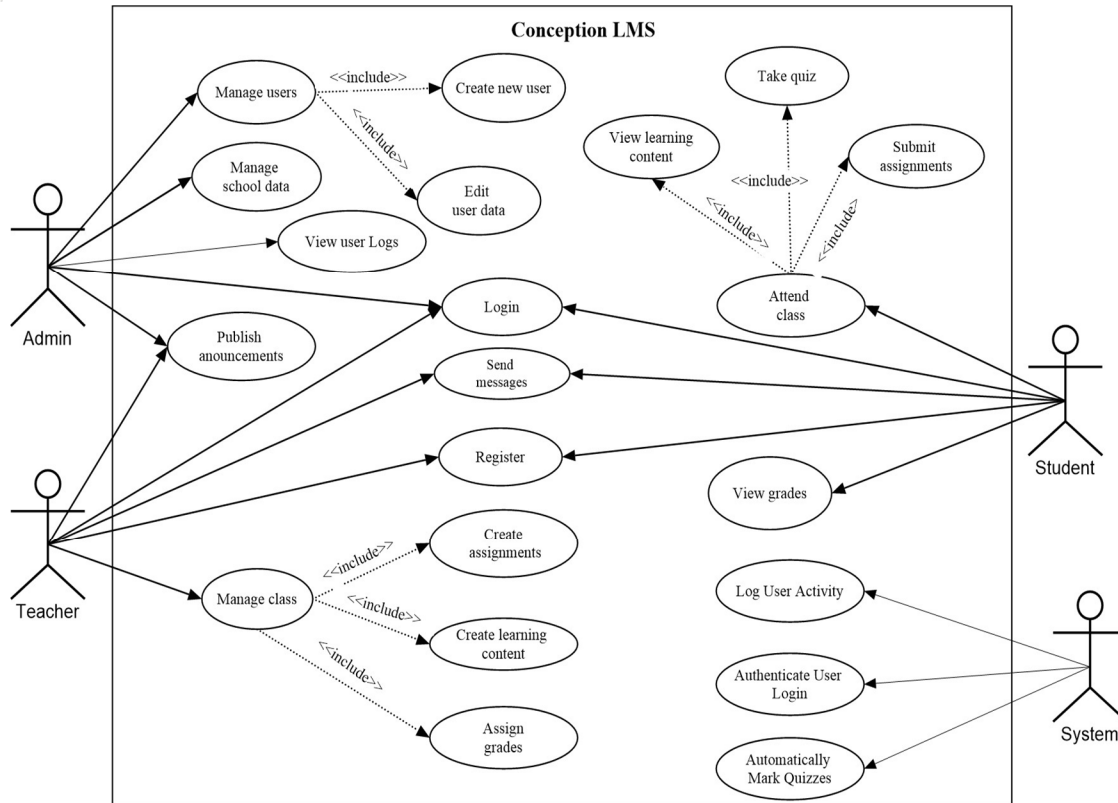 Conception LMS
Manage users
<<include>>
Create new user
<<include>>
Edit
user data
Manage
school data
View user Logs
Admin
Publish
anouncements
Login
Send
messages
Register
Take quiz
View learning
content
Submit
assignments
<<include>>
<<include>>
<<include>
Attend
class
Student
View grades
Teacher
Manage class
<<include>>
Create
assignments
<<include>>
Create learning
content
<<include>>
Assign
grades
Log User Activity
Authenticate User
Login
Automatically
Mark Quizzes
System